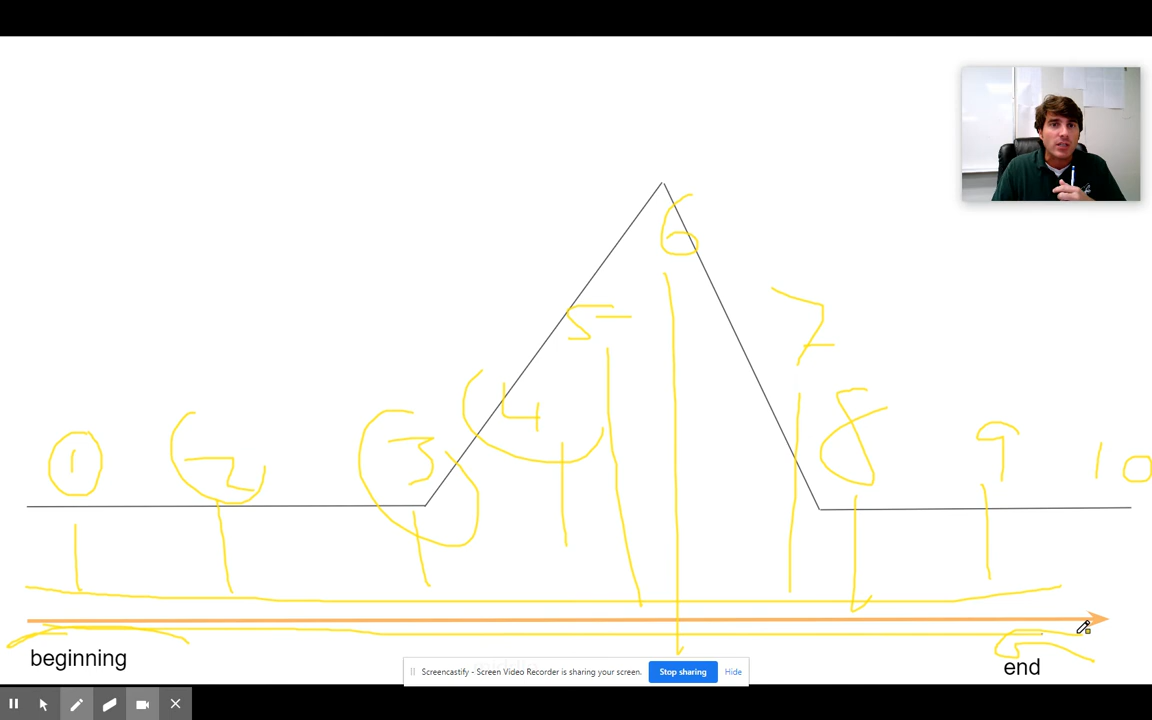 6
5
7
4
8
3
9
1
2
10
beginning
end
Screencastify - Screen Video Recorder is sharing your screen.
Stop sharing
Hide